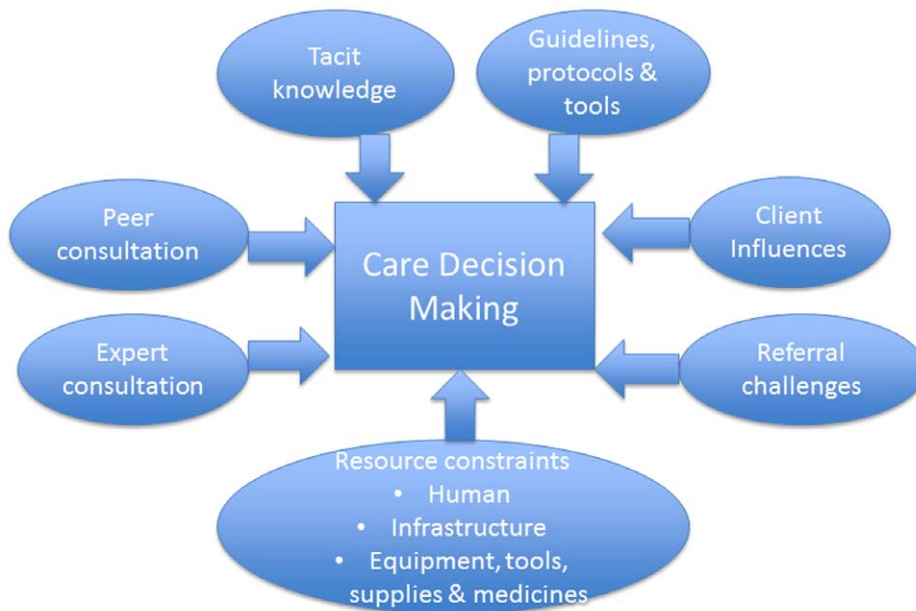 Tacit
knowledge
Guidelines,
protocols &
tools
Peer
consultation
Care Decision
Making
Client
Influences
Expert
consultation
Referral
challenges
Resource constraints
• Human
• Infrastructure
• Equipment, tools,
supplies & medicines